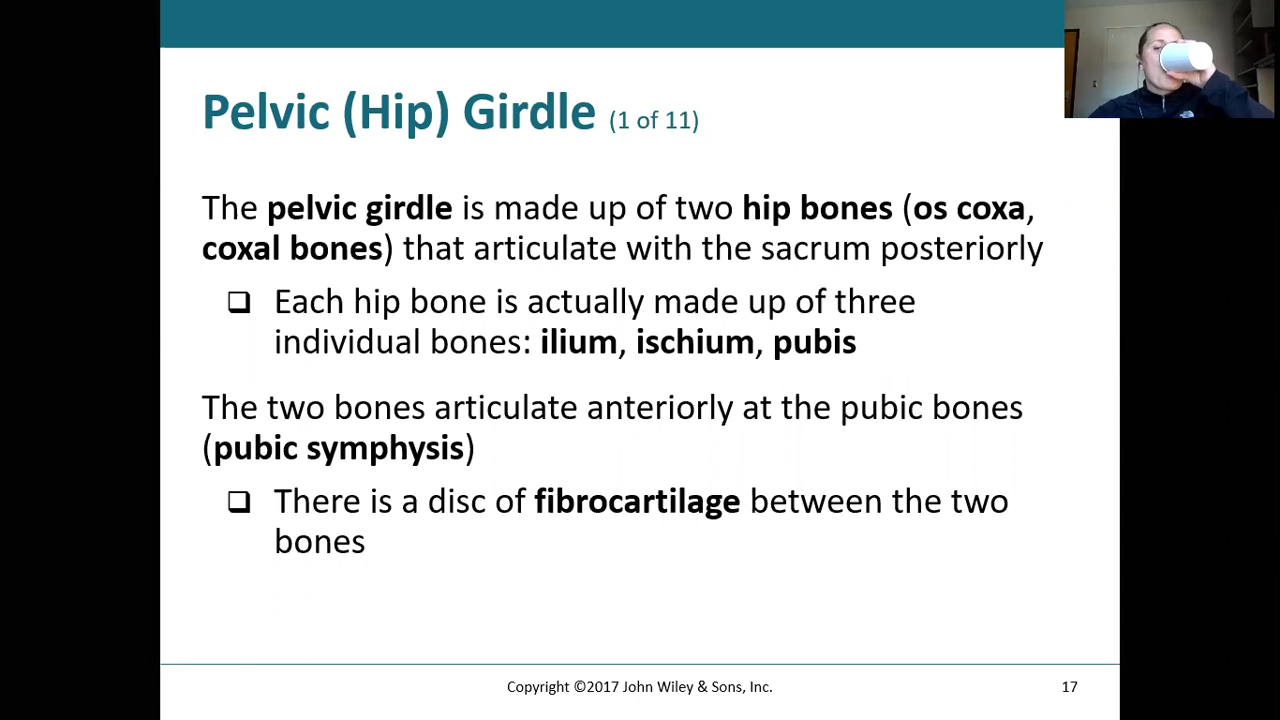 Pelvic (Hip) Girdle (1 of 11)
The pelvic girdle is made up of two hip bones (os coxa,
coxal bones) that articulate with the sacrum posteriorly
❑ Each hip bone is actually made up of three
individual bones: ilium, ischium, pubis
The two bones articulate anteriorly at the pubic bones
(pubic symphysis)
❑ There is a disc of fibrocartilage between the two
bones
Copyright ©2017 John Wiley & Sons, Inc.
17